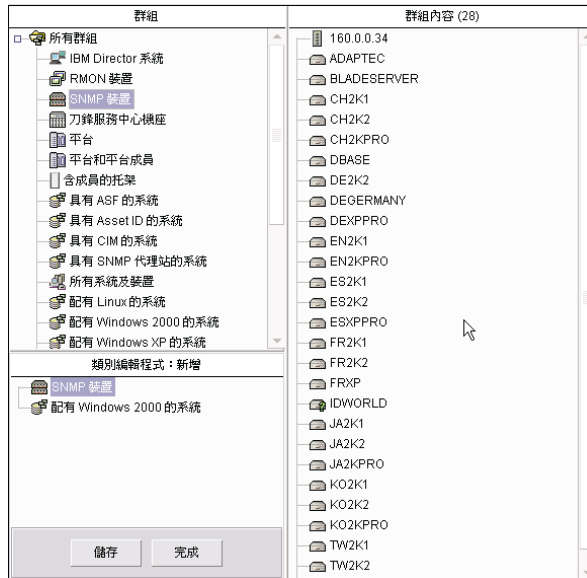 群組
所有群組
IBM Director 系統
RMON 裝置
SNMP 裝置
刀鋒服務中心機座
平台
平台和平台成員
含成員的托架
具有 ASF 的系統
具有 Asset ID 的系統
具有 CIM 的系統
具有 SNMP 代理站的系統
所有系統及裝置
配有 Linux 的系統
配有 Windows 2000 的系統
配有 Windows XP 的系統
類別編輯程式：新增
SNMP 裝置
配有 Windows 2000 的系統
儲存
完成
群組內容 (28)
160.0.0.34
ADAPTEC
BLADESERVER
CH2K1
CH2K2
CH2KPRO
DBASE
DE2K2
DEGERMANY
DEXPPRO
EN2K1
EN2KPRO
ES2K1
ES2K2
ESXPPRO
FR2K1
FR2K2
FRXP
IDWORLD
JA2K1
JA2K2
JA2KPRO
KO2K1
KO2K2
KO2KPRO
TW2K1
TW2K2